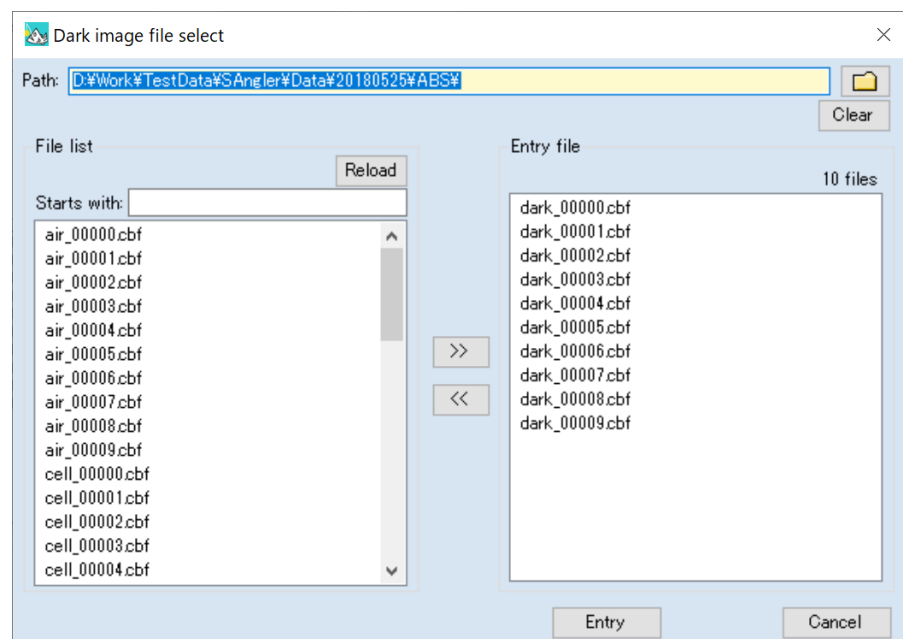 Dark image file select
Path: D:¥Work¥TestData¥SAngler¥Data¥20180525¥ABS¥
Clear
File list
Reload
Starts with:
air_00000.cbf
air_00001.cbf
air_00002.cbf
air_00003.cbf
air_00004.cbf
air_00005.cbf
air_00006.cbf
air_00007.cbf
air_00008.cbf
air_00009.cbf
cell_00000.cbf
cell_00001.cbf
cell_00002.cbf
cell_00003.cbf
cell_00004.cbf
>>
<<
Entry file
10 files
dark_00000.cbf
dark_00001.cbf
dark_00002.cbf
dark_00003.cbf
dark_00004.cbf
dark_00005.cbf
dark_00006.cbf
dark_00007.cbf
dark_00008.cbf
dark_00009.cbf
Entry
Cancel